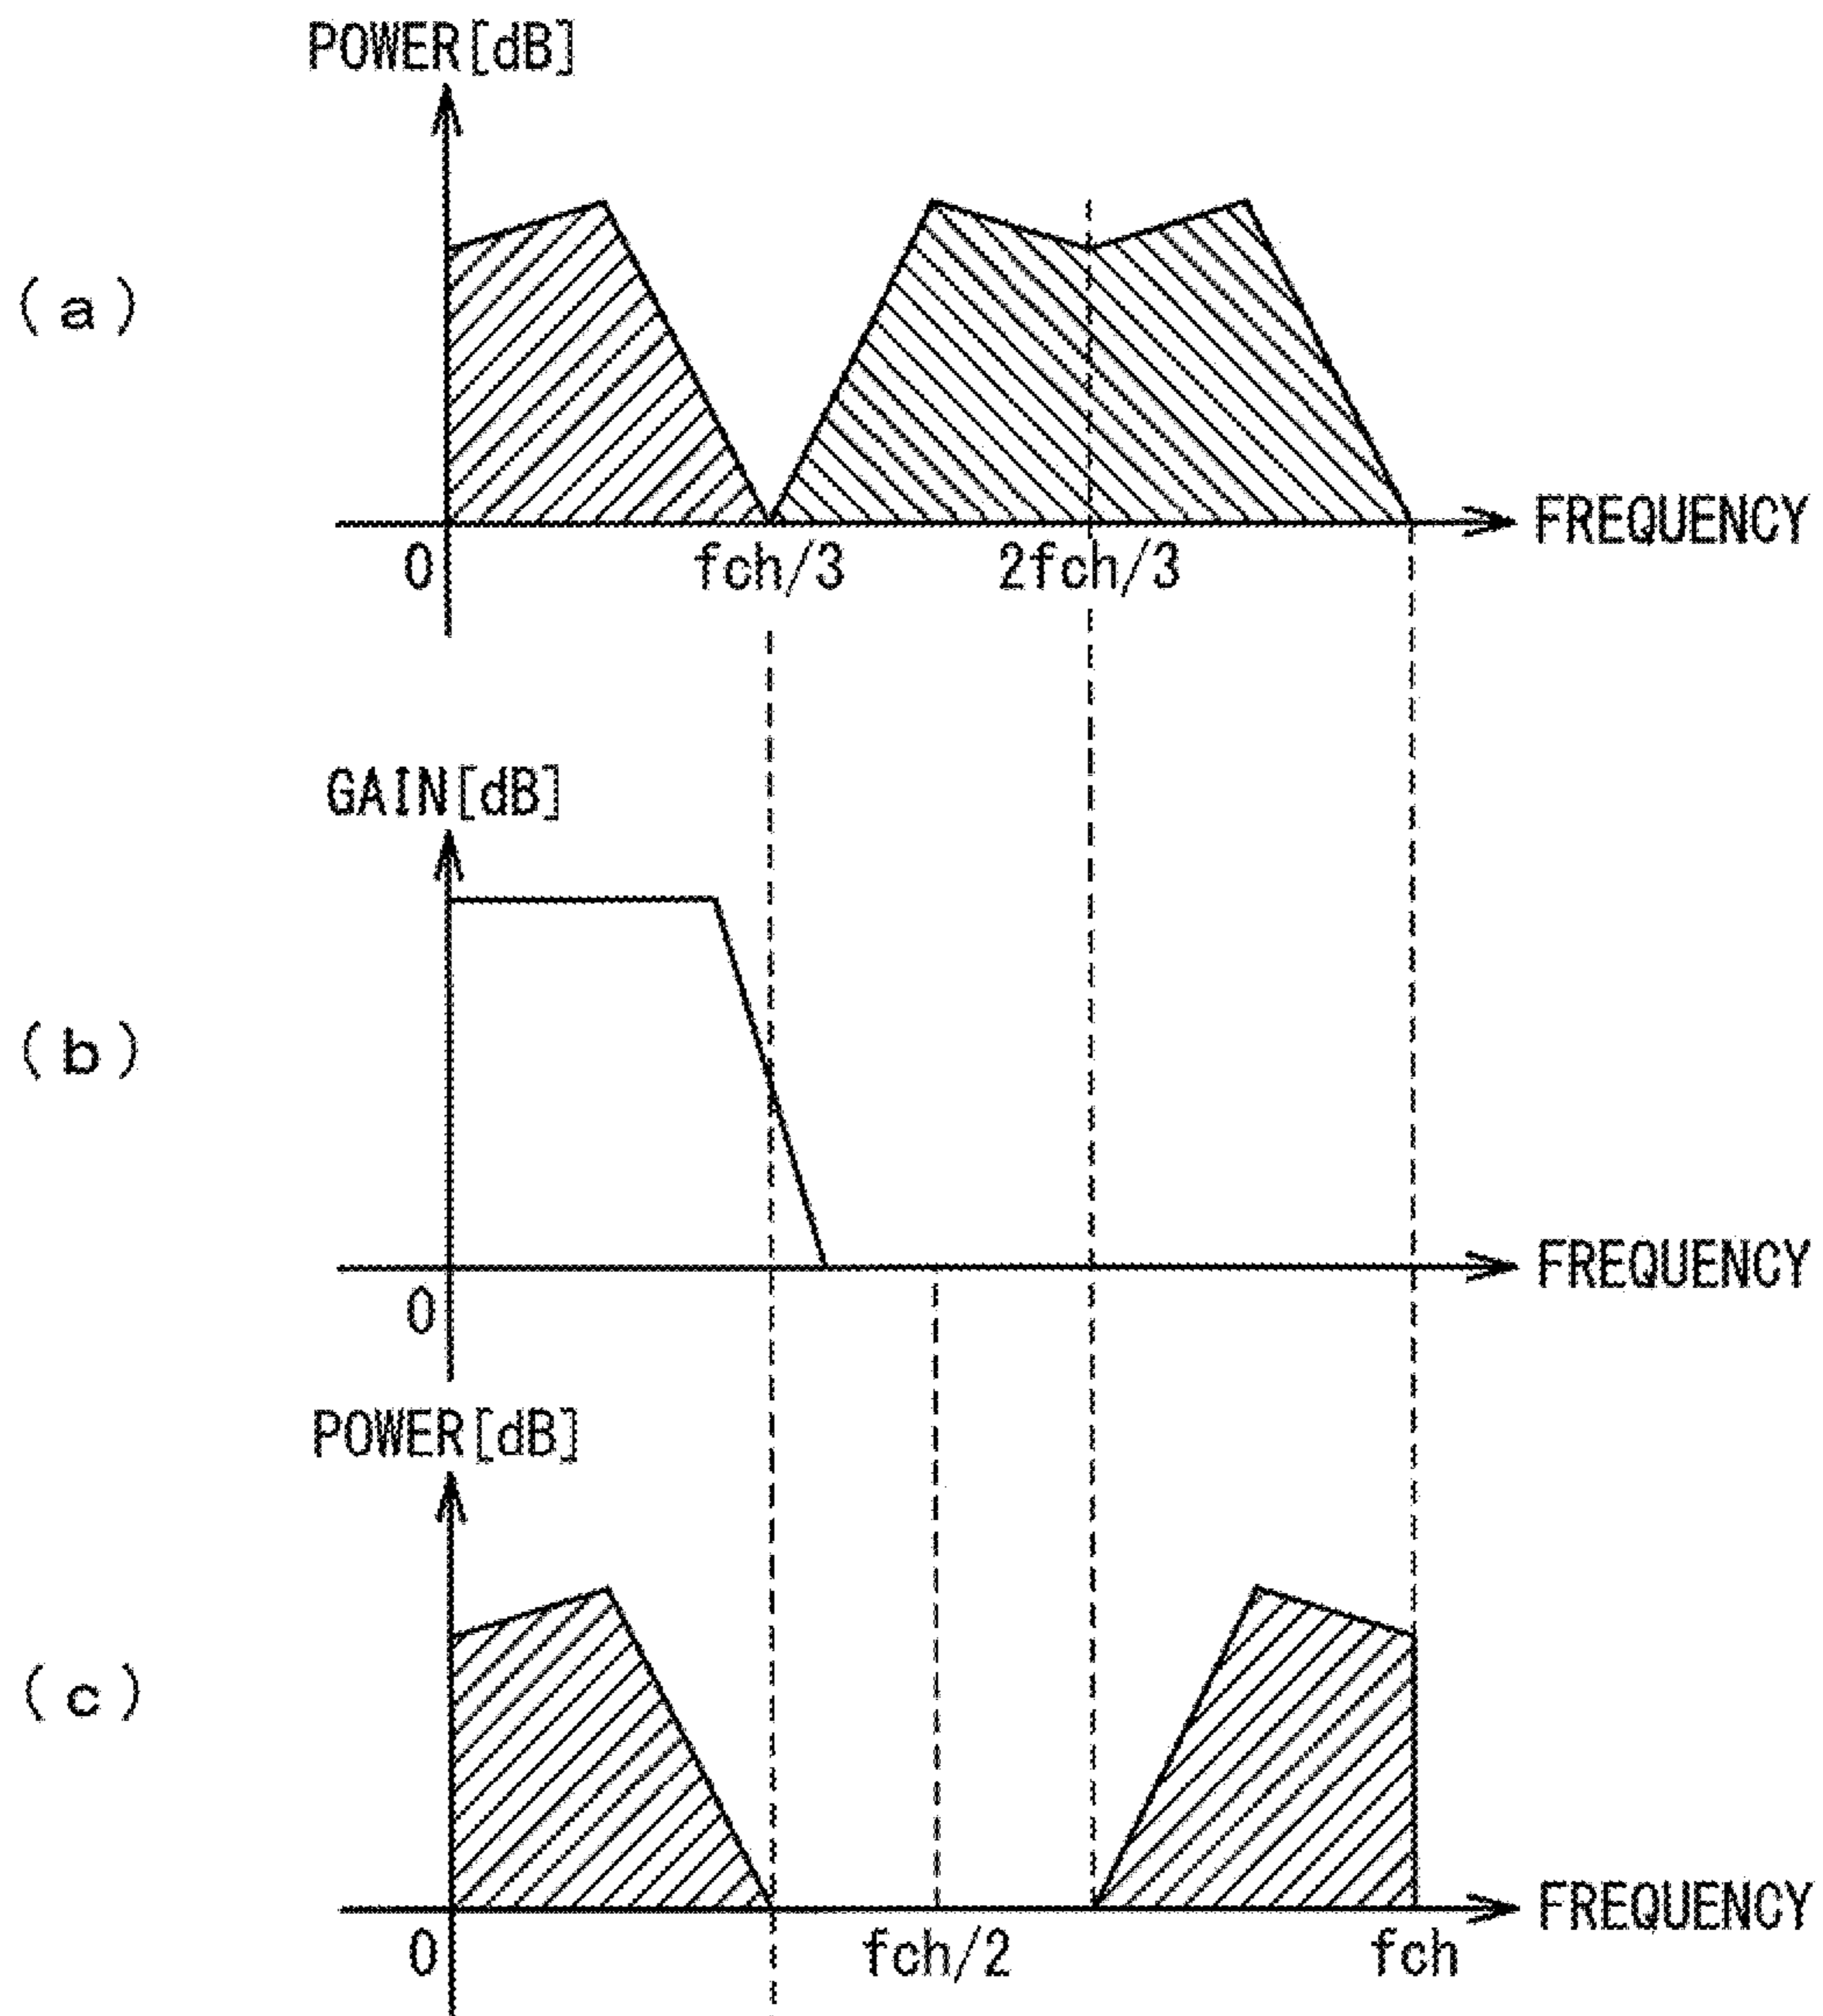 POWER[dB]
(a)
FREQUENCY
0
fch/3
2fch/3
GAIN[dB]
(b)
FREQUENCY
0
POWER[dB]
(c)
FREQUENCY
0
fch/2
fch